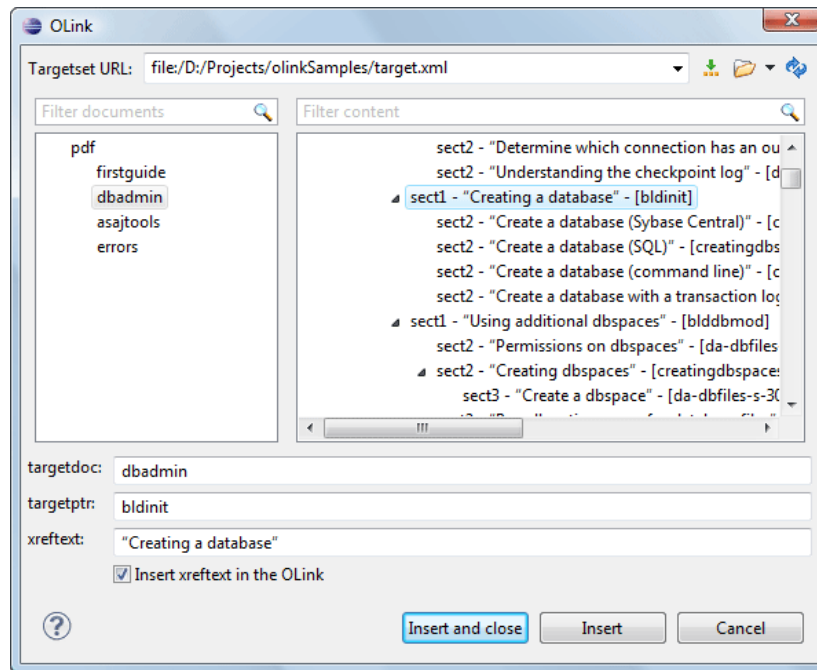 OLink
Targetset URL: file:/D:/Projects/olinkSamples/target.xml
Filter documents
Filter content
pdf
firstguide
dbadmin
asajtools
errors
sect2 - “Determine which connection has an ou
sect2 - “Understanding the checkpoint log” - [d
sect1 - “Creating a database” - [bldinit]
sect2 - “Create a database (Sybase Central)” - [c
sect2 - “Create a database (SQL)” - [creatingdbs
sect2 - “Create a database (command line)” - [c
sect2 - “Create a database with a transaction log
sect1 - “Using additional dbspaces” - [blddbmod]
sect2 - “Permissions on dbspaces” - [da-dbfiles
sect2 - “Creating dbspaces” - [creatingdbspaces
sect3 - “Create a dbspace” - [da-dbfiles-s-30
targetdoc: dbadmin
targetptr: bldinit
xreftext: “Creating a database”
Insert xreftext in the OLink
Insert and close
Insert
Cancel